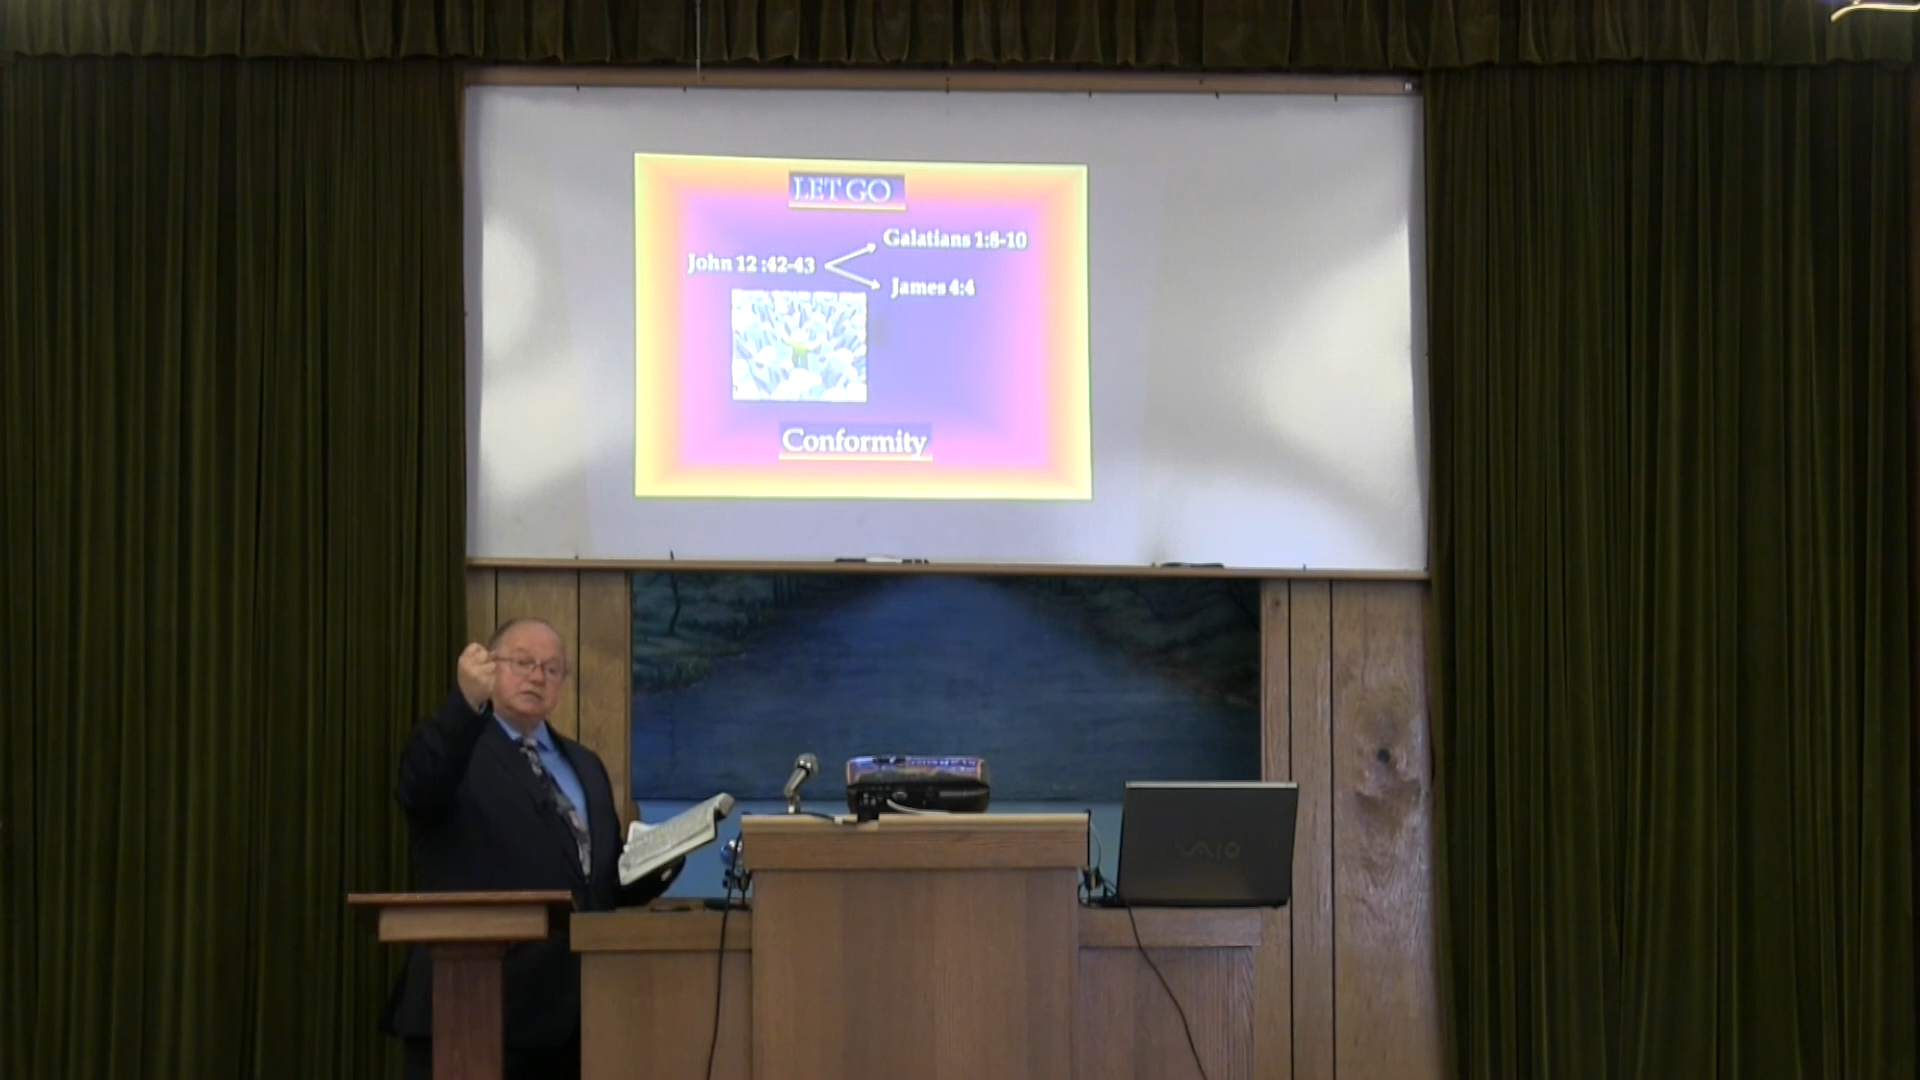 LET GO
Galatians 1:8-10
John 12 :42-43
James 4:4
Conformity
VAIO